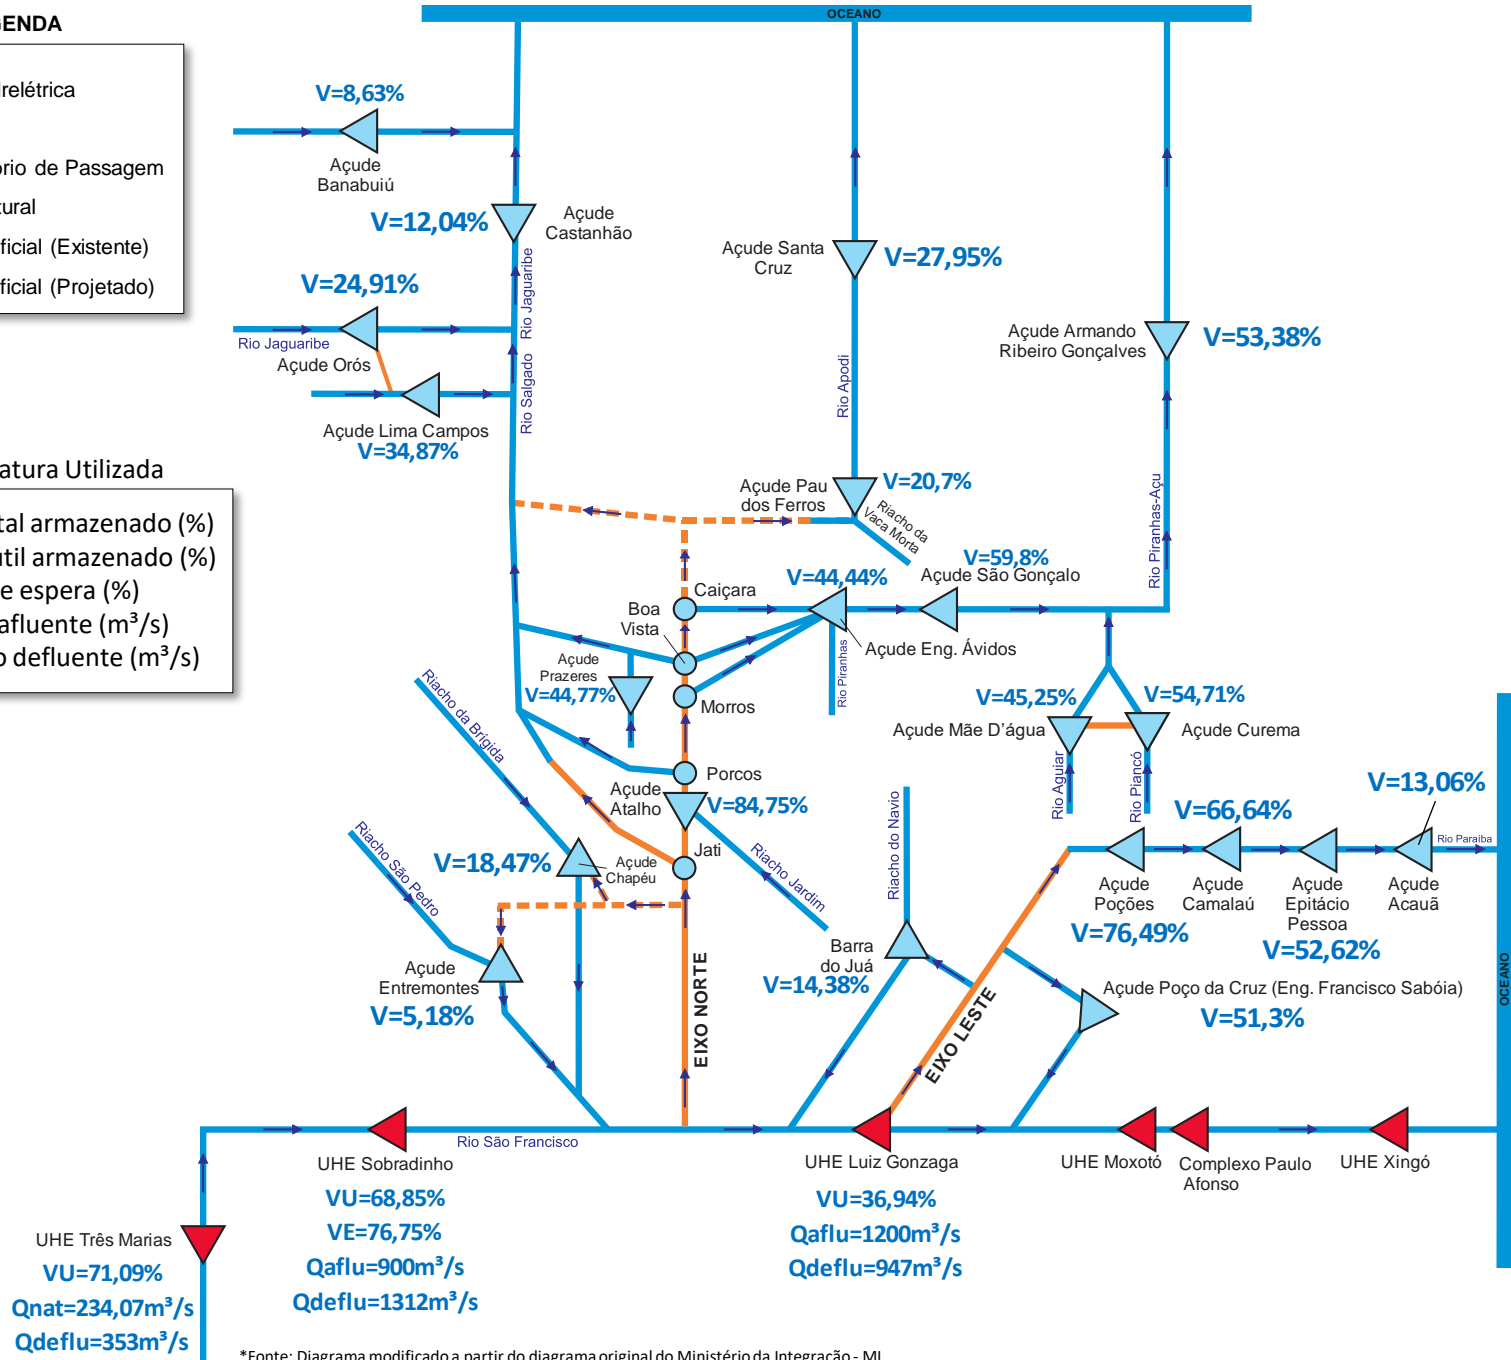 OCEANO
V=8,63%
Açude
Banabuiú
V=12,04%
Açude
Castanhão
V=24,91%
Rio Jaguaribe
Açude Orós
Rio Jaguaribe
Rio Salgado
Açude Lima Campos
V=34,87%
Açude Santa
Cruz
V=27,95%
Rio Apodi
Açude Armando
Ribeiro Gonçalves
V=53,38%
Rio Piranhas-Açu
Açude Pau
dos Ferros
V=20,7%
Riacho da
Vaca Morta
V=59,8%
Açude São Gonçalo
V=44,44%
Açude Eng. Ávidos
Rio Piranhas
Caiçara
Boa
Vista
Morros
Açude
Prazeres
V=44,77%
Porcos
Açude
Atalho
V=84,75%
Jati
Riacho Jardim
Riacho da Brigida
Riacho São Pedro
V=18,47%
Açude
Chapéu
Açude
Entremontes
V=5,18%
EIXO NORTE
V=45,25%
Açude Mãe D'água
V=54,71%
Açude Curema
Rio Aguiar
Rio Piancó
V=13,06%
V=66,64%
Rio Paraiba
Açude
Poções
V=76,49%
Açude
Camalaú
Açude
Epitácio
Pessoa
V=52,62%
Açude
Acauã
Riacho do Navio
Barra
do Juá
V=14,38%
EIXO LESTE
Açude Poço da Cruz (Eng. Francisco Sabóia)
V=51,3%
OCEANO
Rio São Francisco
UHE Sobradinho
VU=68,85%
VE=76,75%
Qaflu=900m³/s
Qdeflu=1312m³/s
UHE Luiz Gonzaga
VU=36,94%
Qaflu=1200m³/s
Qdeflu=947m³/s
UHE Moxotó
Complexo Paulo
Afonso
UHE Xingó
UHE Três Marias
VU=71,09%
Qnat=234,07m³/s
Qdeflu=353m³/s
GENDA
drelétrica
ório de Passagem
tural
ificial (Existente)
ificial (Projetado)
atura Utilizada
tal armazenado (%)
útil armazenado (%)
e espera (%)
afluente (m³/s)
o defluente (m³/s)
*Fonte: Diagrama modificado a partir do diagrama original do Ministério da Integração - MI